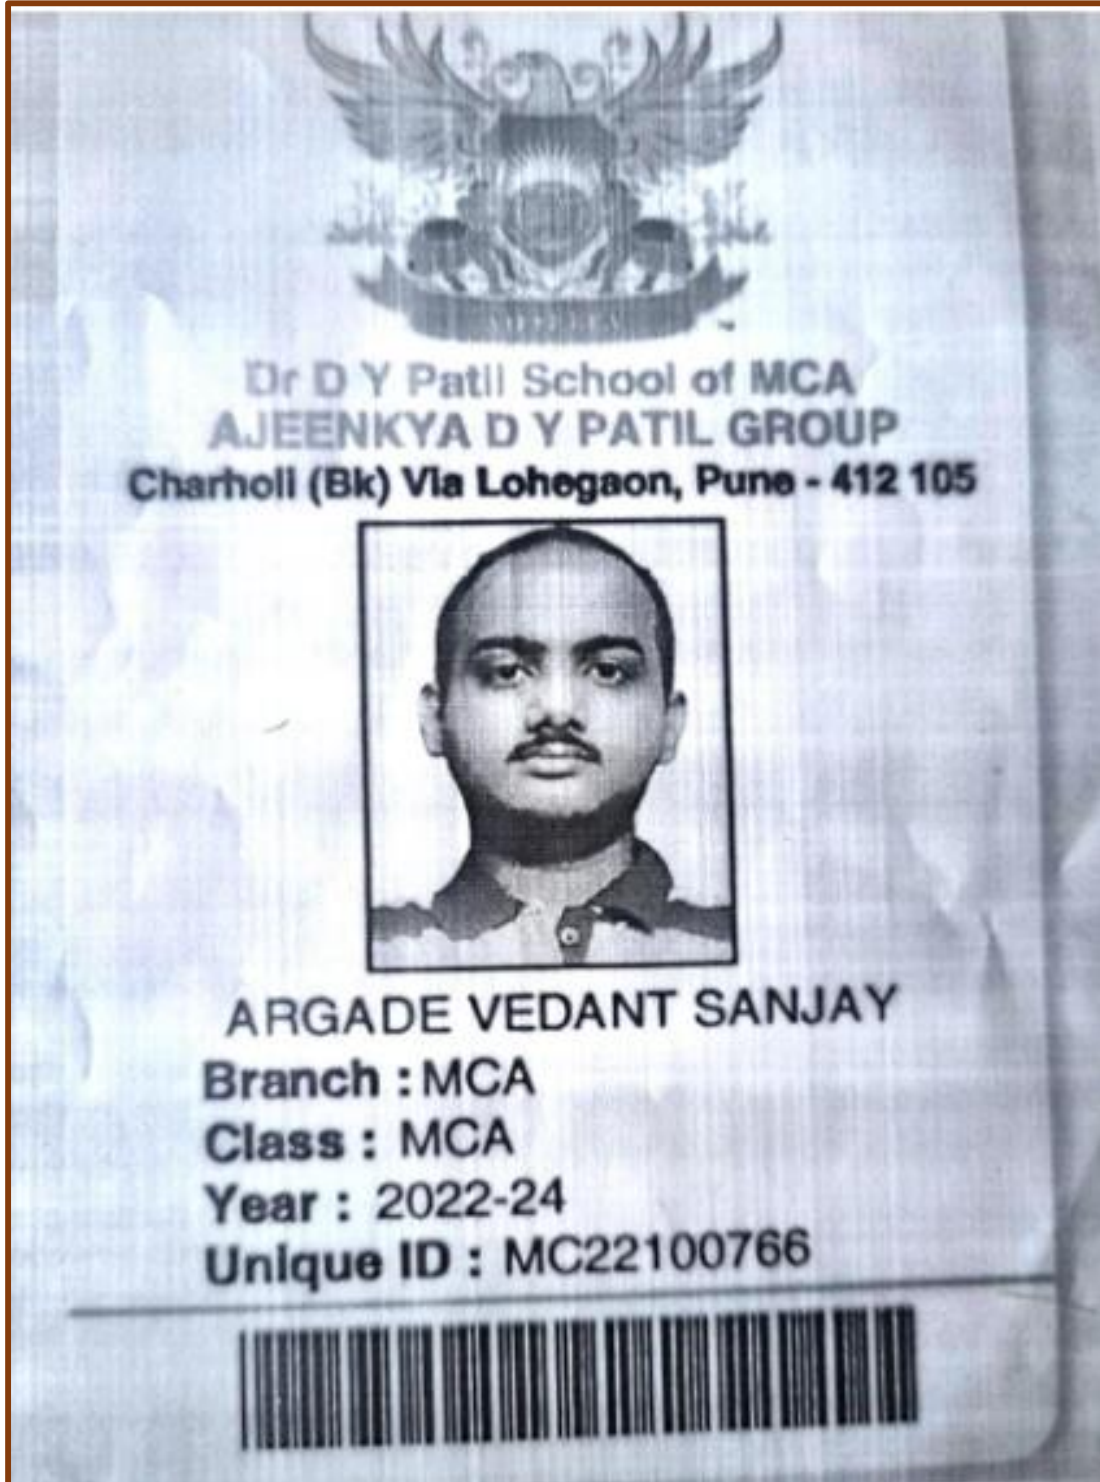 Dr D Y Patil School of MCA
AJEENKYA D Y PATIL GROUP
Charholi (Bk) Via Lohegaon, Pune - 412 105
ARGADE VEDANT SANJAY
Branch : MCA
Class : MCA
Year : 2022-24
Unique ID : MC22100766